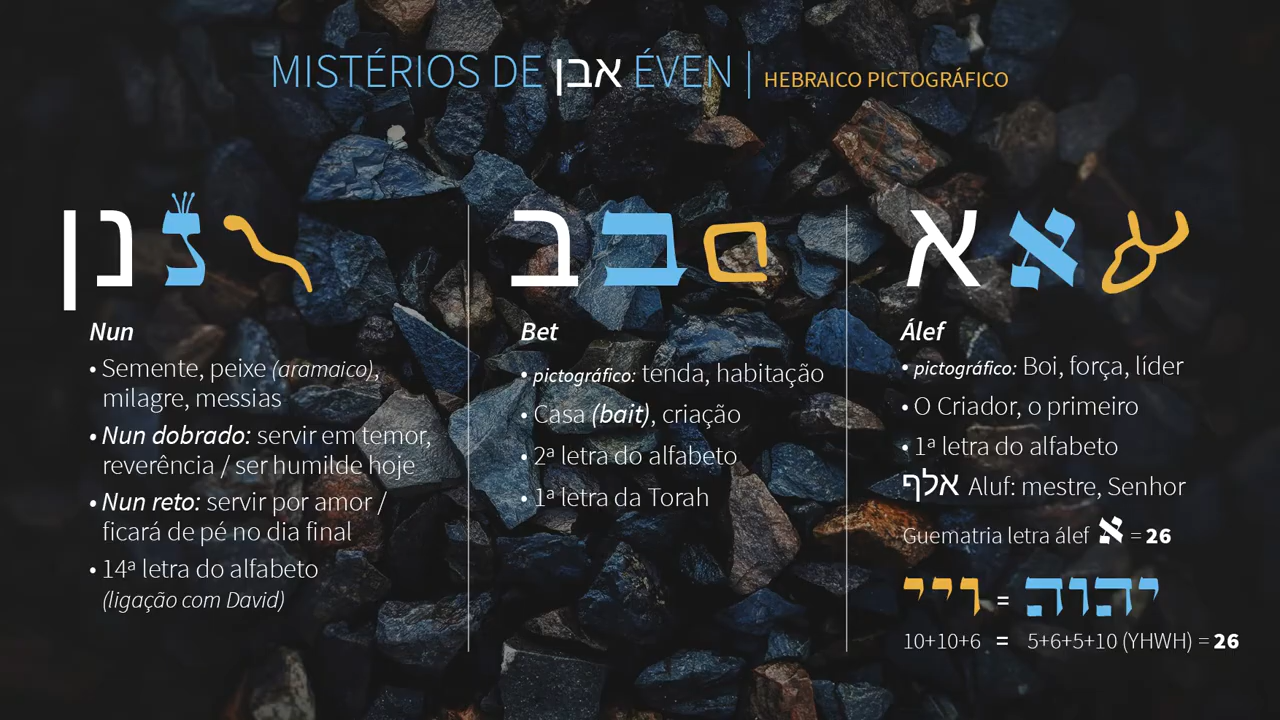 MISTÉRIOS DE אבן ÉVEN | HEBRAICO PICTOGRÁFICO
נן נ
Nun
• Semente, peixe (aramaico),
milagre, messias
• Nun dobrado: servir em temor,
reverência / ser humilde hoje
• Nun reto: servir por amor /
ficará de pé no dia final
• 14ª letra do alfabeto
(ligação com David)
ב ב
Bet
• pictográfico: tenda, habitação
• Casa (bait), criação
• 2ª letra do alfabeto
• 1ª letra da Torah
א א
Álef
• pictográfico: Boi, força, líder
• O Criador, o primeiro
• 1ª letra do alfabeto
אלף Aluf: mestre, Senhor
Guematria letra álef א = 26
ויי = יהוה
10+10+6 = 5+6+5+10 (YHWH) = 26